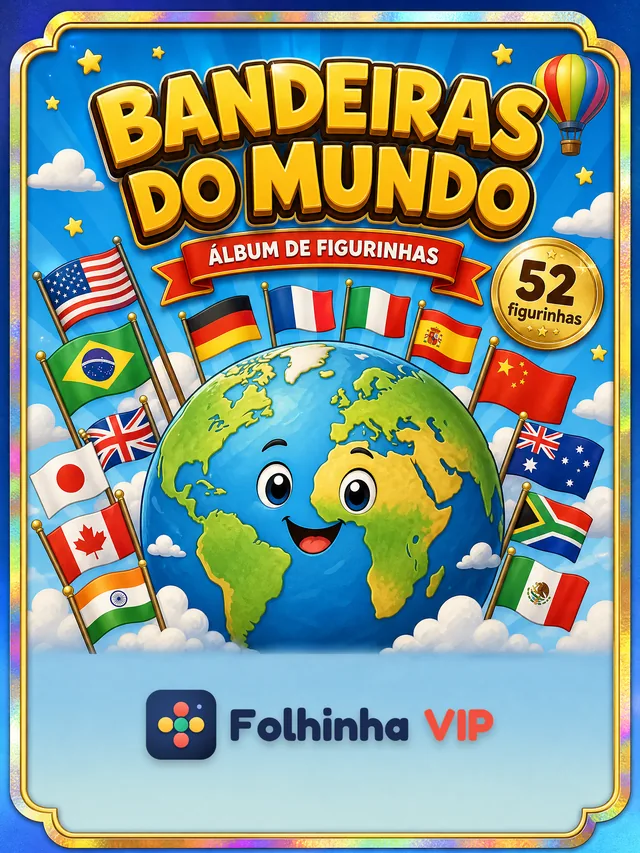 BANDEIRAS
DO MUNDO
ÁLBUM DE FIGURINHAS
52
figurinhas
Folhinha VIP